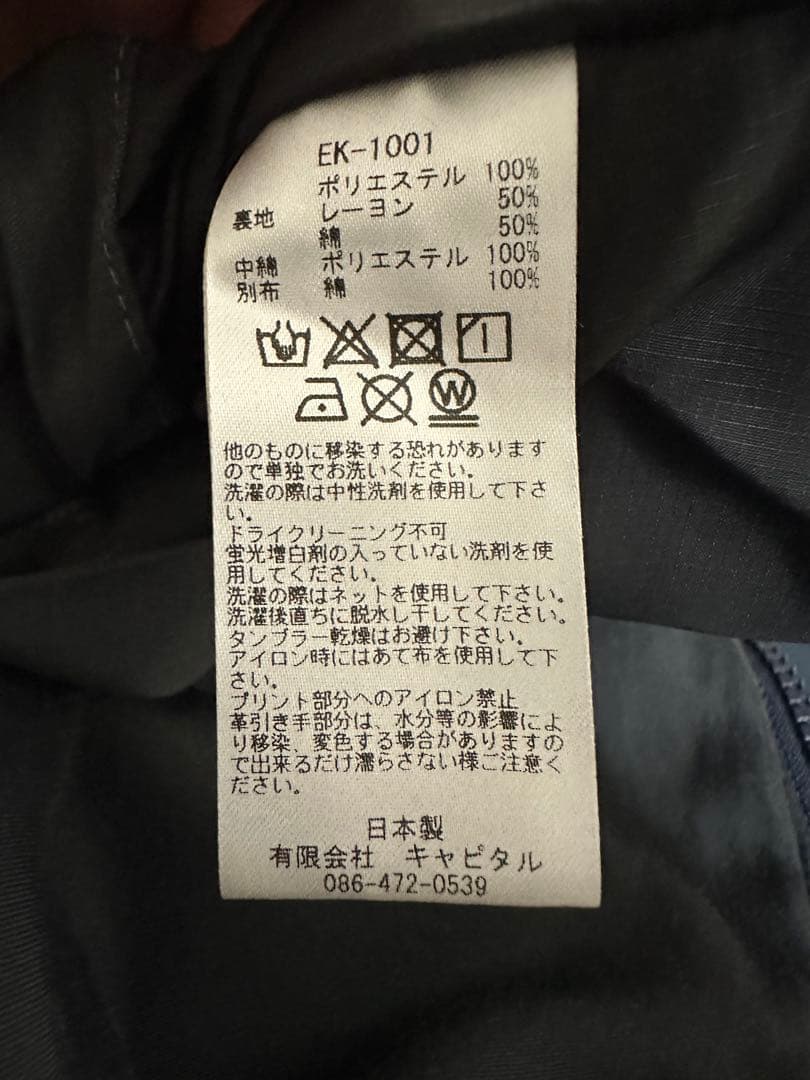 EK-1001
ポリエステル 100%
裏地 レーヨン 50%
綿 50%
中綿 ポリエステル 100%
別布 綿 100%
W
他のものに移染する恐れがあります
ので単独でお洗いください。
洗濯の際は中性洗剤を使用して下さ
い。
ドライクリーニング不可
蛍光増白剤の入っていない洗剤を使
用してください。
洗濯の際はネットを使用して下さい。
洗濯後直ちに脱水し干してください。
タンブラー乾燥はお避け下さい。
アイロン時にはあて布を使用して下
さい。
プリント部分へのアイロン禁止
革引き手部分は、水分等の影響によ
り移染、変色する場合がありますの
で出来るだけ濡らさない様ご注意く
ださい。
日本製
有限会社 キャピタル
086-472-0539